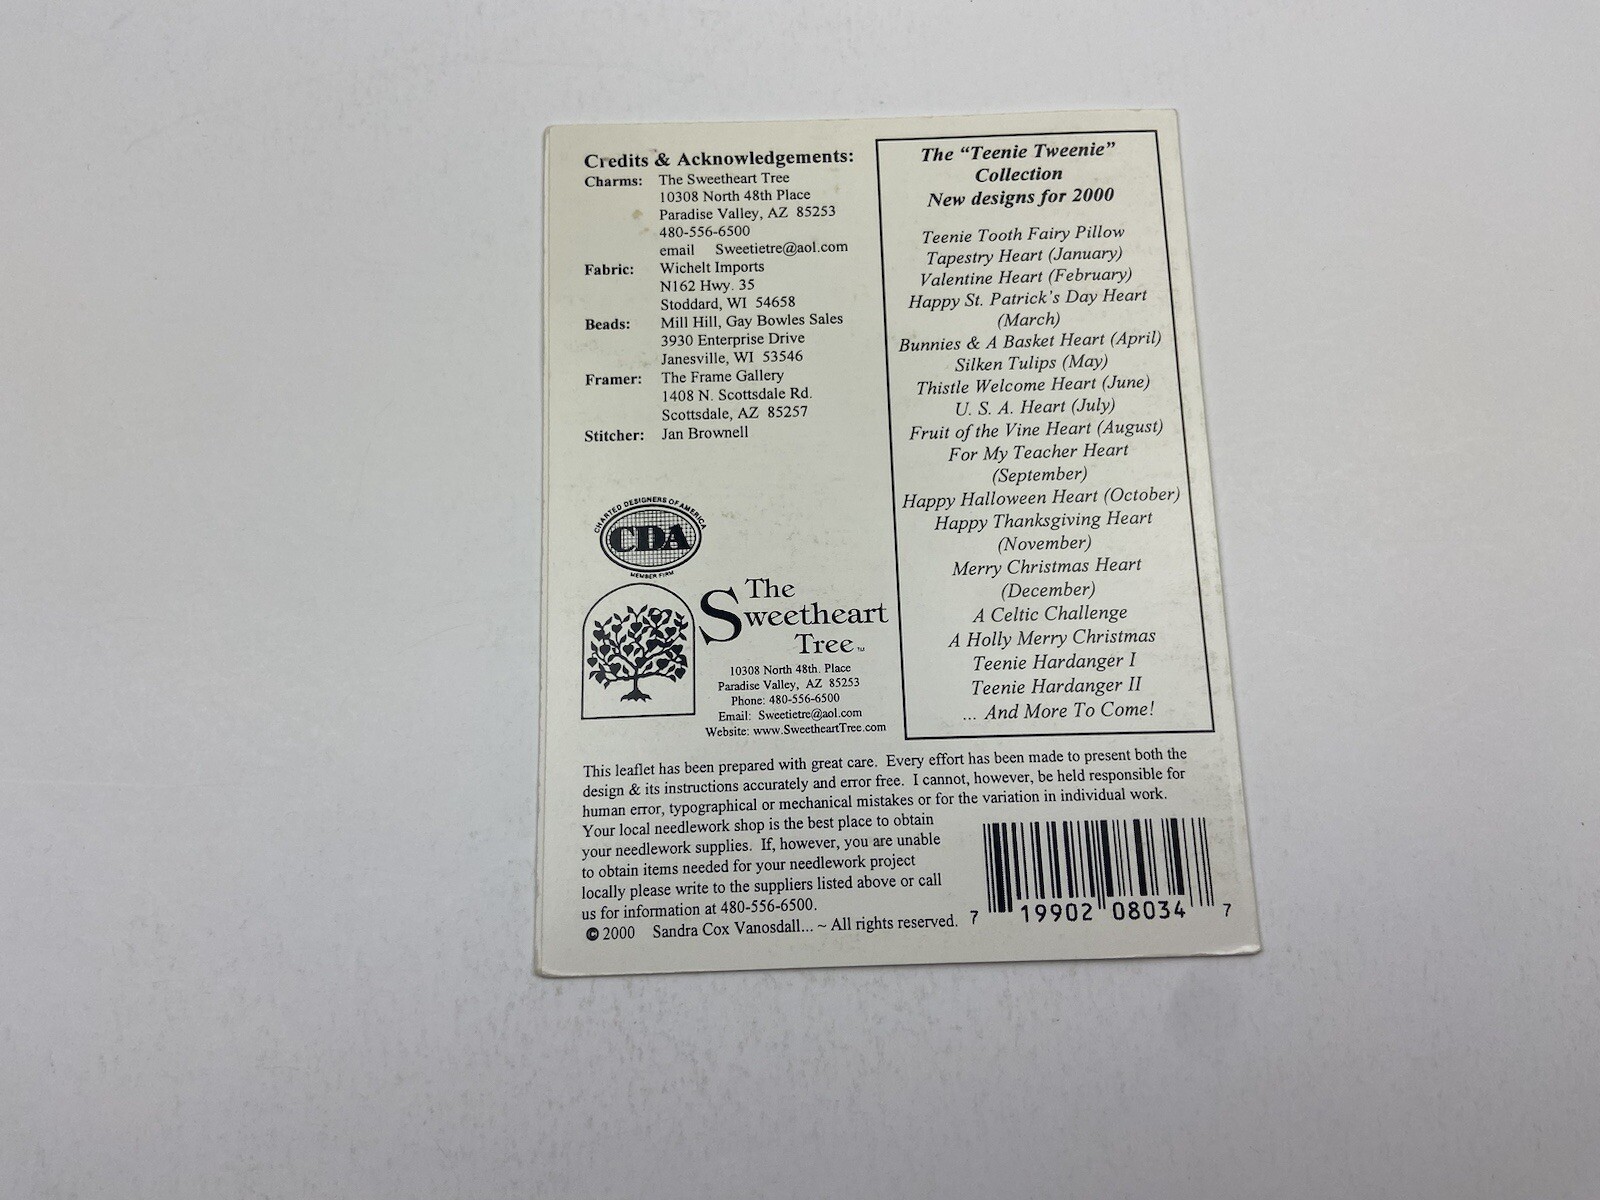 Credits & Acknowledgements:
Charms: The Sweetheart Tree
10308 North 48th Place
Paradise Valley, AZ 85253
480-556-6500
email Sweetietre@aol.com
Fabric: Wichelt Imports
N162 Hwy. 35
Stoddard, WI 54658
Beads: Mill Hill, Gay Bowles Sales
3930 Enterprise Drive
Janesville, WI 53546
Framer: The Frame Gallery
1408 N. Scottsdale Rd.
Scottsdale, AZ 85257
Stitcher: Jan Brownell
CHARTED DESIGNERS OF AMERICA
CDA
MEMBER FIRM
The
Sweetheart
Tree™
10308 North 48th. Place
Paradise Valley, AZ 85253
Phone: 480-556-6500
Email: Sweetietre@aol.com
Website: www.SweetheartTree.com
The “Teenie Tweenie”
Collection
New designs for 2000
Teenie Tooth Fairy Pillow
Tapestry Heart (January)
Valentine Heart (February)
Happy St. Patrick's Day Heart
(March)
Bunnies & A Basket Heart (April)
Silken Tulips (May)
Thistle Welcome Heart (June)
U. S. A. Heart (July)
Fruit of the Vine Heart (August)
For My Teacher Heart
(September)
Happy Halloween Heart (October)
Happy Thanksgiving Heart
(November)
Merry Christmas Heart
(December)
A Celtic Challenge
A Holly Merry Christmas
Teenie Hardanger I
Teenie Hardanger II
... And More To Come!
This leaflet has been prepared with great care. Every effort has been made to present both the
design & its instructions accurately and error free. I cannot, however, be held responsible for
human error, typographical or mechanical mistakes or for the variation in individual work.
Your local needlework shop is the best place to obtain
your needlework supplies. If, however, you are unable
to obtain items needed for your needlework project
locally please write to the suppliers listed above or call
us for information at 480-556-6500.
© 2000 Sandra Cox Vanosdall... ~ All rights reserved.
7 19902 08034 7